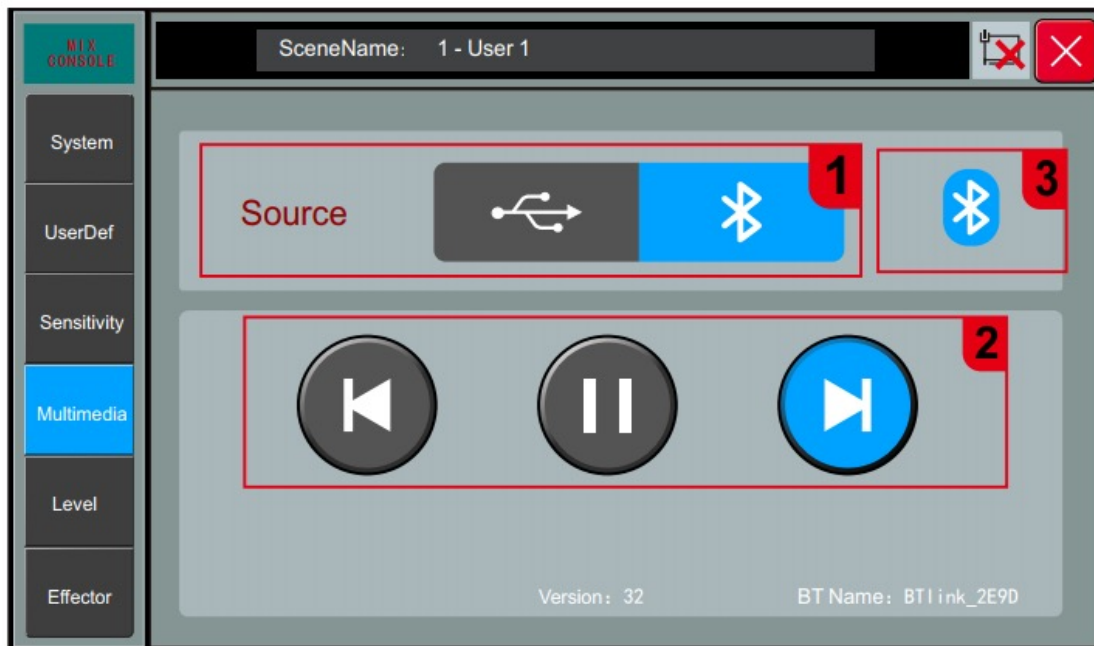 MIX
CONSOLE
SceneName: 1 - User 1
System
UserDef
Sensitivity
Multimedia
Level
Effector
Source
1
3
2
Version: 32
BT Name: BTlink_2E9D